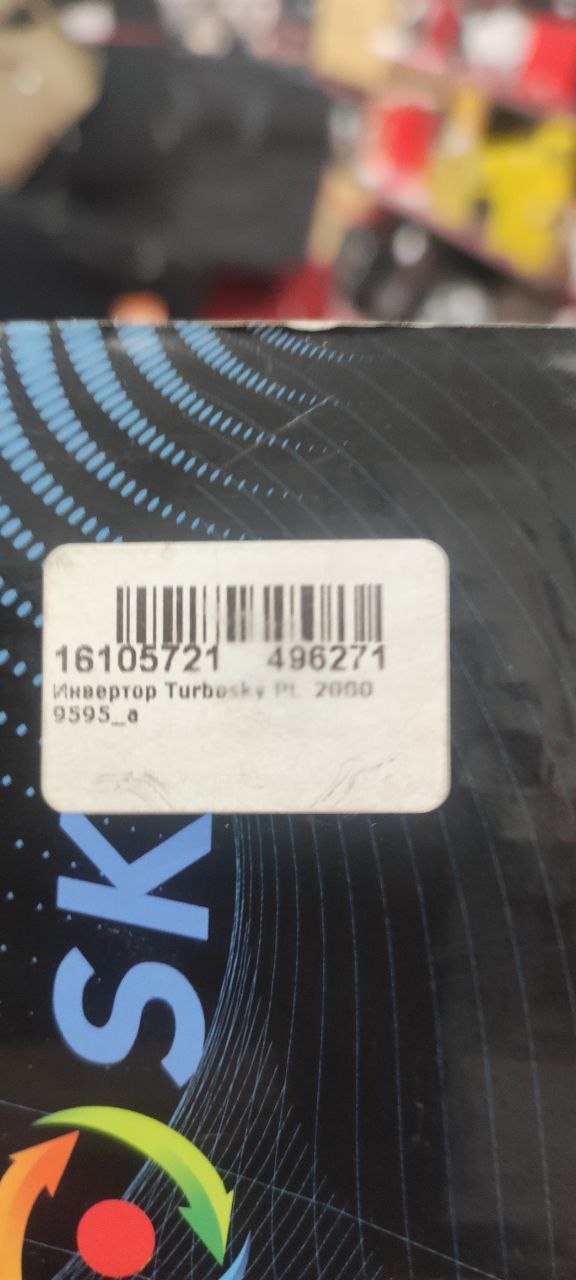 16105721 496271
Инвертор Turbosky PL 2000
9595_a
SK